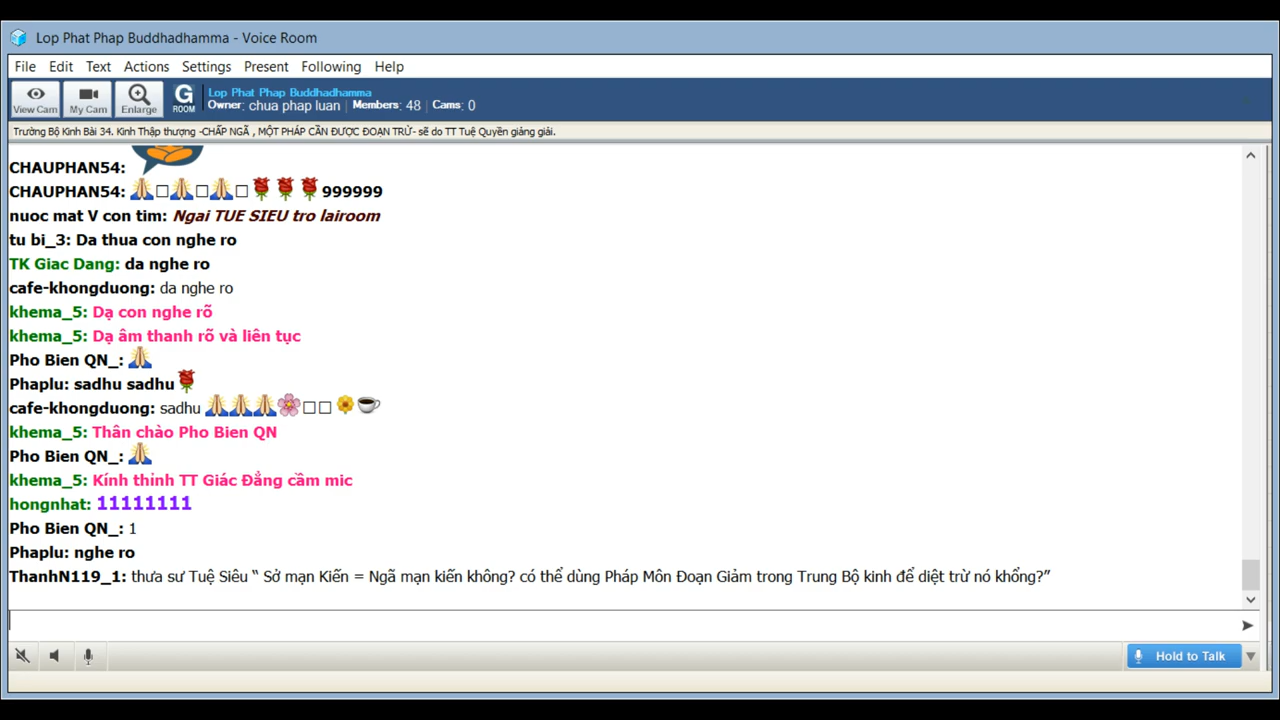 Lop Phat Phap Buddhadhamma - Voice Room
File Edit Text Actions Settings Present Following Help
View Cam My Cam Enlarge G ROOM Lop Phat Phap Buddhadhamma
Owner: chua phap luan | Members: 48 | Cams: 0
Trường Bộ Kinh Bài 34. Kinh Thập thượng -CHẤP NGÃ , MỘT PHÁP CẦN ĐƯỢC ĐOẠN TRỪ- sẽ do TT Tuệ Quyền giảng giải.
CHAUPHAN54:
CHAUPHAN54: 🙏□🙏□🙏□🌹🌹🌹999999
nuoc mat V con tim: Ngai TUE SIEU tro lairoom
tu bi_3: Da thua con nghe ro
TK Giac Dang: da nghe ro
cafe-khongduong: da nghe ro
khema_5: Dạ con nghe rõ
khema_5: Dạ âm thanh rõ và liên tục
Pho Bien QN_: 🙏
Phaplu: sadhu sadhu 🌹
cafe-khongduong: sadhu 🙏🙏🙏🌸□□ 🌼☕
khema_5: Thân chào Pho Bien QN
Pho Bien QN_: 🙏
khema_5: Kính thỉnh TT Giác Đẳng cầm mic
hongnhat: 11111111
Pho Bien QN_: 1
Phaplu: nghe ro
ThanhN119_1: thưa sư Tuệ Siêu “ Sở mạn Kiến = Ngã mạn kiến không? có thể dùng Pháp Môn Đoạn Giảm trong Trung Bộ kinh để diệt trừ nó khổng?”
Hold to Talk